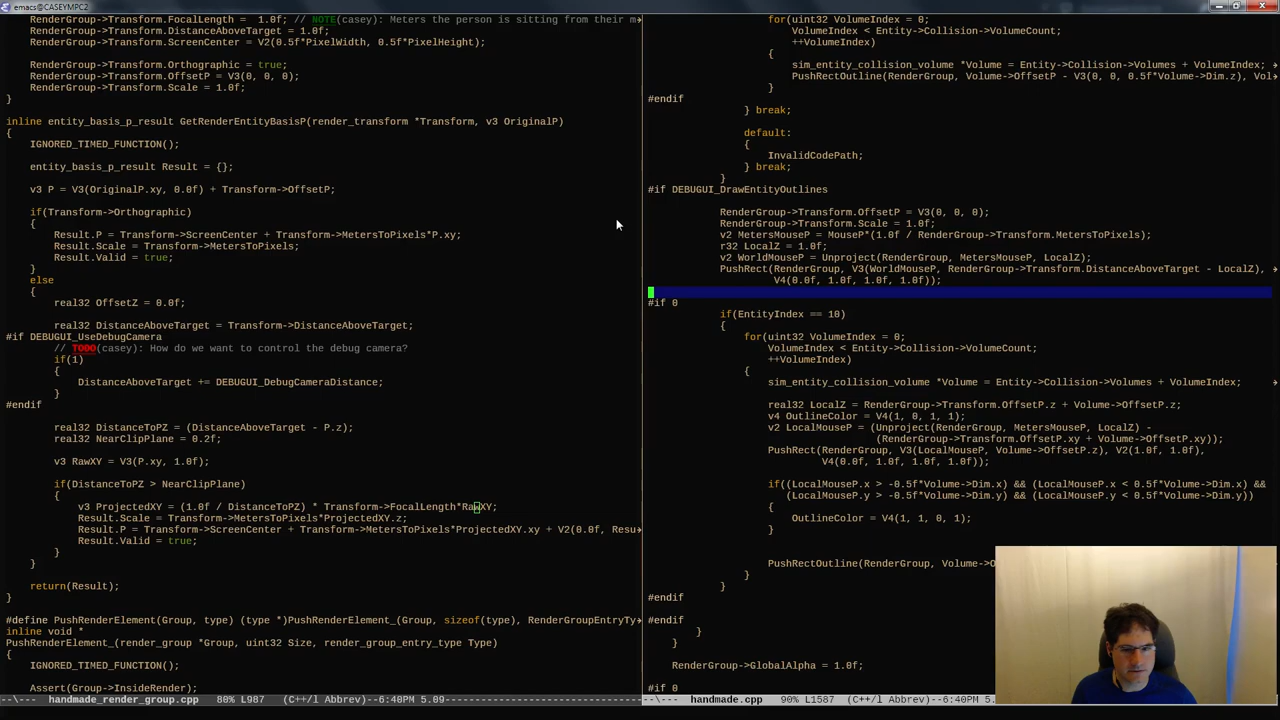 emacs@CASEYMPC2
RenderGroup->Transform.FocalLength =  1.0f; // NOTE(casey): Meters the person is sitting from their m
RenderGroup->Transform.DistanceAboveTarget = 1.0f;
RenderGroup->Transform.ScreenCenter = V2(0.5f*PixelWidth, 0.5f*PixelHeight);
RenderGroup->Transform.Orthographic = true;
RenderGroup->Transform.OffsetP = V3(0, 0, 0);
RenderGroup->Transform.Scale = 1.0f;
}
inline entity_basis_p_result GetRenderEntityBasisP(render_transform *Transform, v3 OriginalP)
{
IGNORED_TIMED_FUNCTION();
entity_basis_p_result Result = {};
v3 P = V3(OriginalP.xy, 0.0f) + Transform->OffsetP;
if(Transform->Orthographic)
{
Result.P = Transform->ScreenCenter + Transform->MetersToPixels*P.xy;
Result.Scale = Transform->MetersToPixels;
Result.Valid = true;
}
else
{
real32 OffsetZ = 0.0f;
real32 DistanceAboveTarget = Transform->DistanceAboveTarget;
#if DEBUGUI_UseDebugCamera
// TODO(casey): How do we want to control the debug camera?
if(1)
{
DistanceAboveTarget += DEBUGUI_DebugCameraDistance;
}
#endif
real32 DistanceToPZ = (DistanceAboveTarget - P.z);
real32 NearClipPlane = 0.2f;
v3 RawXY = V3(P.xy, 1.0f);
if(DistanceToPZ > NearClipPlane)
{
v3 ProjectedXY = (1.0f / DistanceToPZ) * Transform->FocalLength*RawXY;
Result.Scale = Transform->MetersToPixels*ProjectedXY.z;
Result.P = Transform->ScreenCenter + Transform->MetersToPixels*ProjectedXY.xy + V2(0.0f, Resu
Result.Valid = true;
}
}
return(Result);
}
#define PushRenderElement(Group, type) (type *)PushRenderElement_(Group, sizeof(type), RenderGroupEntryTy
inline void *
PushRenderElement_(render_group *Group, uint32 Size, render_group_entry_type Type)
{
IGNORED_TIMED_FUNCTION();
Assert(Group->InsideRender);
--\---  handmade_render_group.cpp   80% L987   (C++/l Abbrev)--6:40PM 5.09
for(uint32 VolumeIndex = 0;
VolumeIndex < Entity->Collision->VolumeCount;
++VolumeIndex)
{
sim_entity_collision_volume *Volume = Entity->Collision->Volumes + VolumeIndex;
PushRectOutline(RenderGroup, Volume->OffsetP - V3(0, 0, 0.5f*Volume->Dim.z), Vol
}
#endif
} break;
default:
{
InvalidCodePath;
} break;
}
#if DEBUGUI_DrawEntityOutlines
RenderGroup->Transform.OffsetP = V3(0, 0, 0);
RenderGroup->Transform.Scale = 1.0f;
v2 MetersMouseP = MouseP*(1.0f / RenderGroup->Transform.MetersToPixels);
r32 LocalZ = 1.0f;
v2 WorldMouseP = Unproject(RenderGroup, MetersMouseP, LocalZ);
PushRect(RenderGroup, V3(WorldMouseP, RenderGroup->Transform.DistanceAboveTarget - LocalZ),
V4(0.0f, 1.0f, 1.0f, 1.0f));
#if 0
if(EntityIndex == 10)
{
for(uint32 VolumeIndex = 0;
VolumeIndex < Entity->Collision->VolumeCount;
++VolumeIndex)
{
sim_entity_collision_volume *Volume = Entity->Collision->Volumes + VolumeIndex;
real32 LocalZ = RenderGroup->Transform.OffsetP.z + Volume->OffsetP.z;
v4 OutlineColor = V4(1, 0, 1, 1);
v2 LocalMouseP = (Unproject(RenderGroup, MetersMouseP, LocalZ) -
(RenderGroup->Transform.OffsetP.xy + Volume->OffsetP.xy));
PushRect(RenderGroup, V3(LocalMouseP, Volume->OffsetP.z), V2(1.0f, 1.0f),
V4(0.0f, 1.0f, 1.0f, 1.0f));
if((LocalMouseP.x > -0.5f*Volume->Dim.x) && (LocalMouseP.x < 0.5f*Volume->Dim.x) &&
(LocalMouseP.y > -0.5f*Volume->Dim.y) && (LocalMouseP.y < 0.5f*Volume->Dim.y))
{
OutlineColor = V4(1, 1, 0, 1);
}
PushRectOutline(RenderGroup, Volume->O
}
}
#endif
#endif
}
}
RenderGroup->GlobalAlpha = 1.0f;
#if 0
--\---  handmade.cpp   90% L1587  (C++/l Abbrev)--6:40PM 5